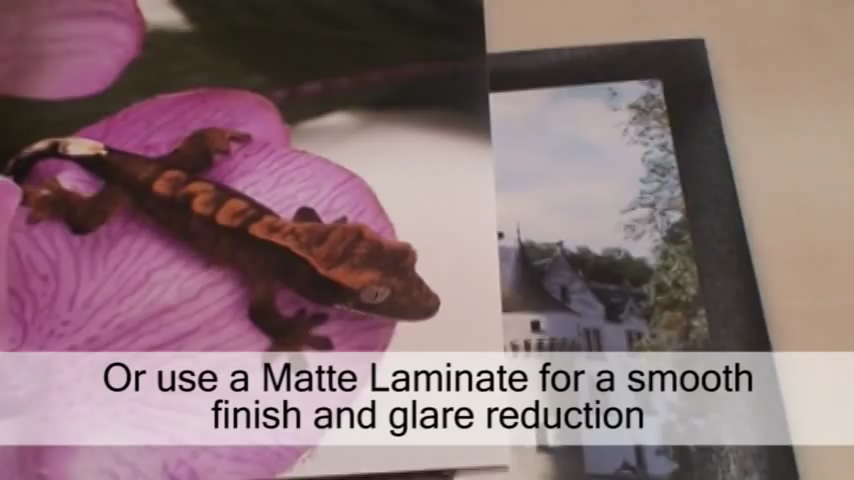 Or use a Matte Laminate for a smooth
finish and glare reduction